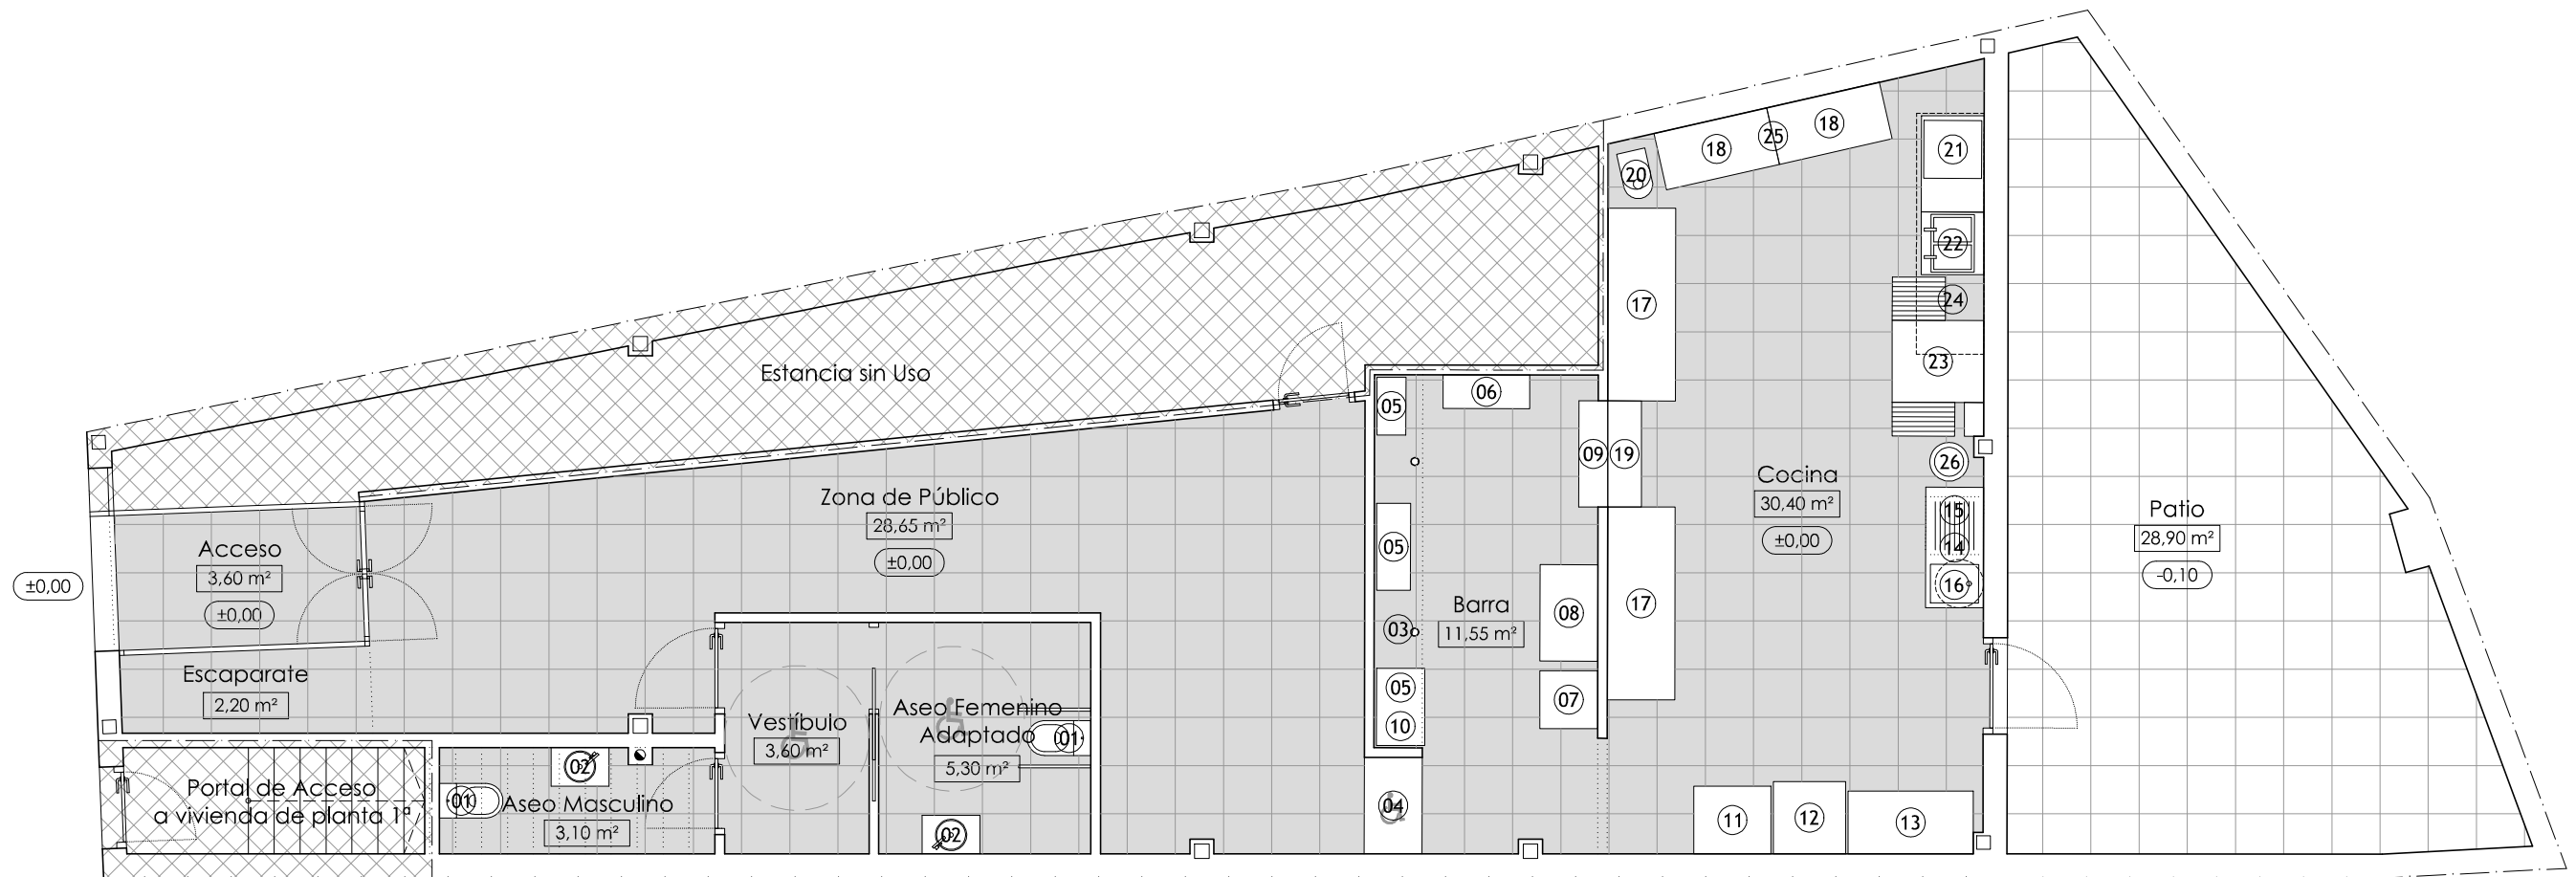 ±0,00
Acceso
3,60 m²
±0,00
Escaparate
2,20 m²
Portal de Acceso
a vivienda de planta 1ª
01
02
Aseo Masculino
3,10 m²
Estancia sin Uso
Zona de Público
28,65 m²
±0,00
Vestíbulo
3,60 m²
Aseo Femenino
Adaptado
5,30 m²
01
02
05
06
05
03
Barra
11,55 m²
05
10
04
09
19
08
07
20
18
25
18
17
17
Cocina
30,40 m²
±0,00
21
22
24
23
26
15
14
16
11
12
13
Patio
28,90 m²
-0,10